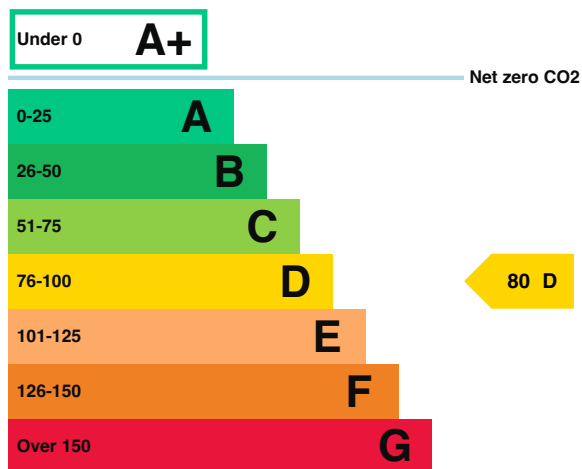 Under 0 A+
Net zero CO2
0-25 A
26-50 B
51-75 C
76-100 D
80 D
101-125 E
126-150 F
Over 150 G